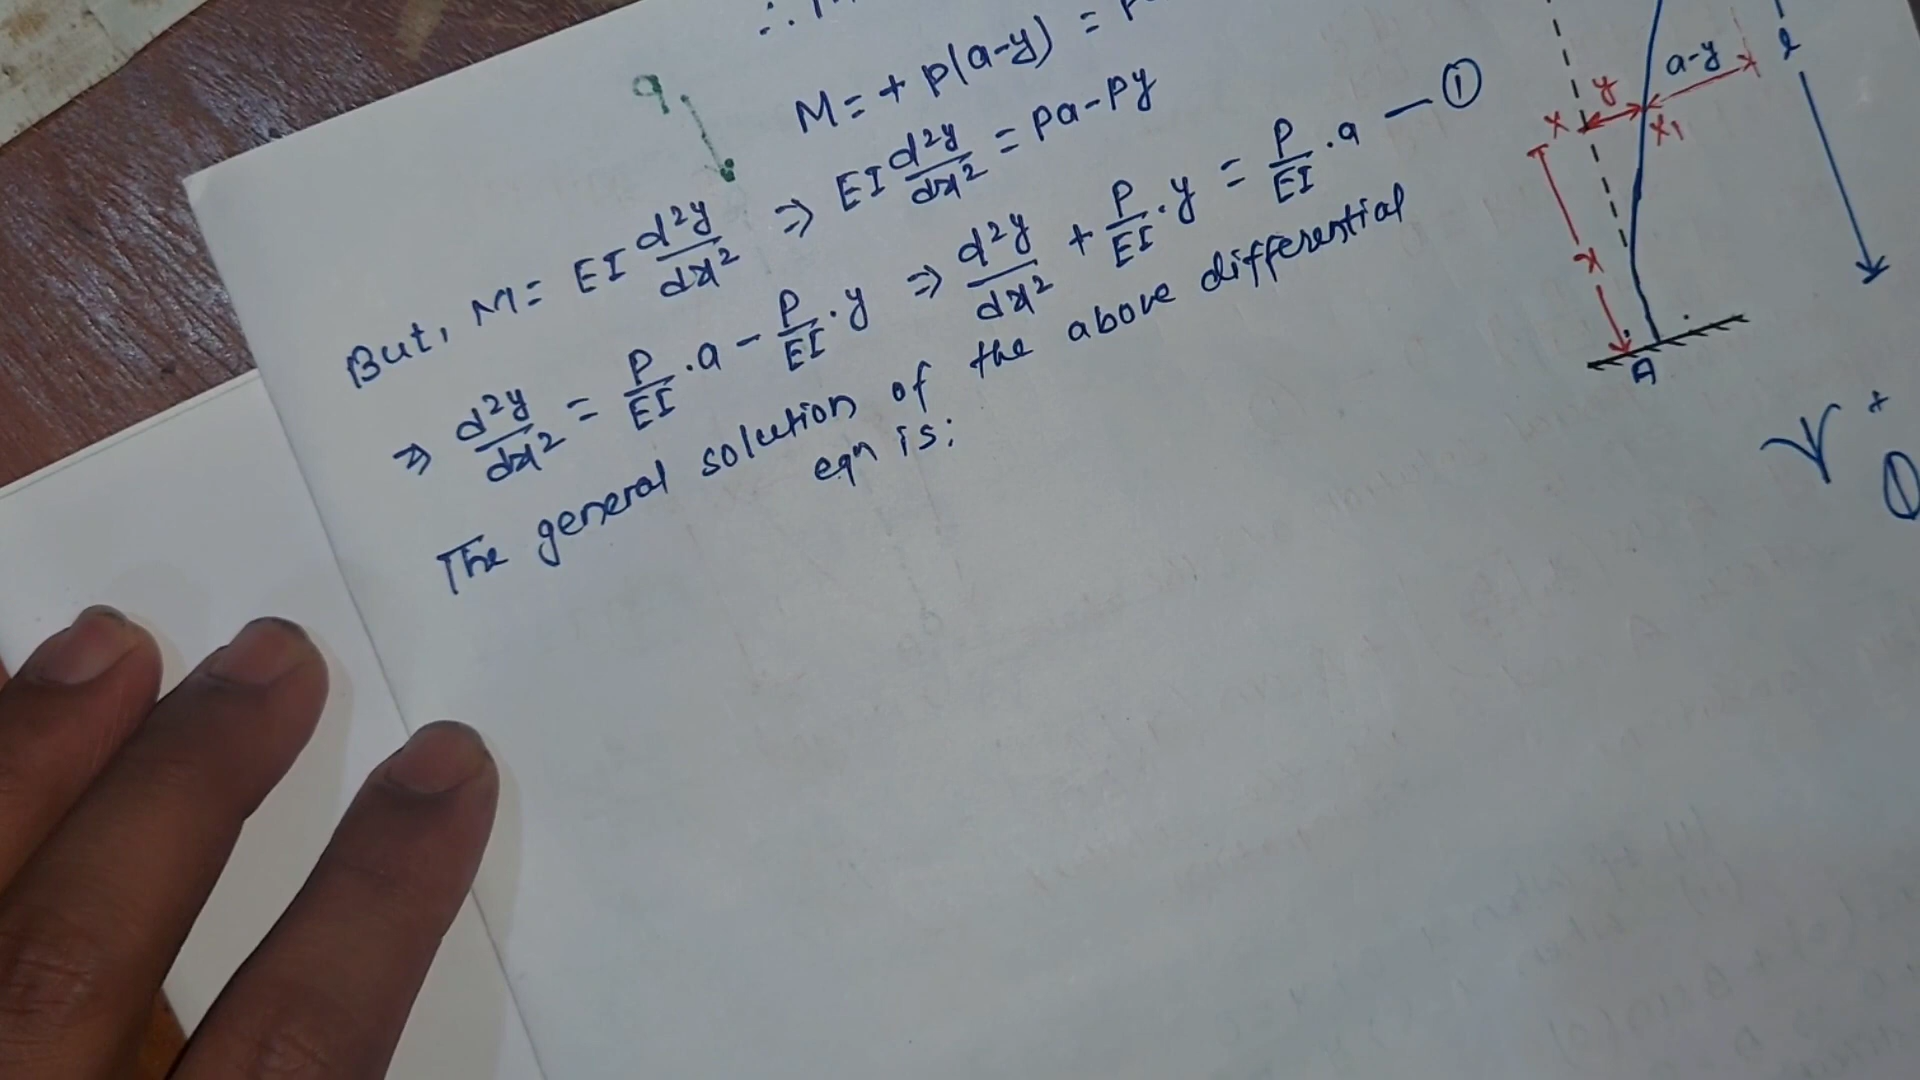 M = + P(a-y) =
But, M = EI d²y/dx² ⇒ EI d²y/dx² = Pa - Py
⇒ d²y/dx² = P/EI . a - P/EI . y ⇒ d²y/dx² + P/EI . y = P/EI . a — ①
The general solution of the above differential
eqn is:
a-y
l
y
x
x1
x
A
+